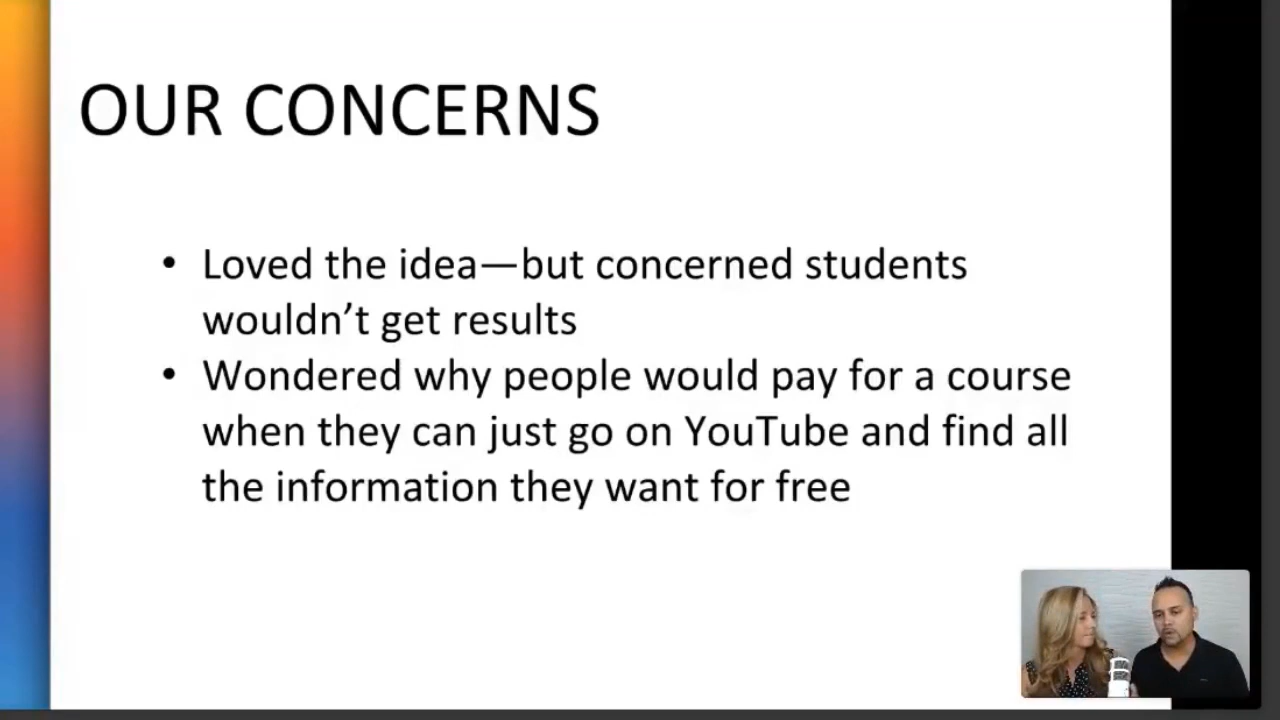 OUR CONCERNS
• Loved the idea—but concerned students
wouldn’t get results
• Wondered why people would pay for a course
when they can just go on YouTube and find all
the information they want for free